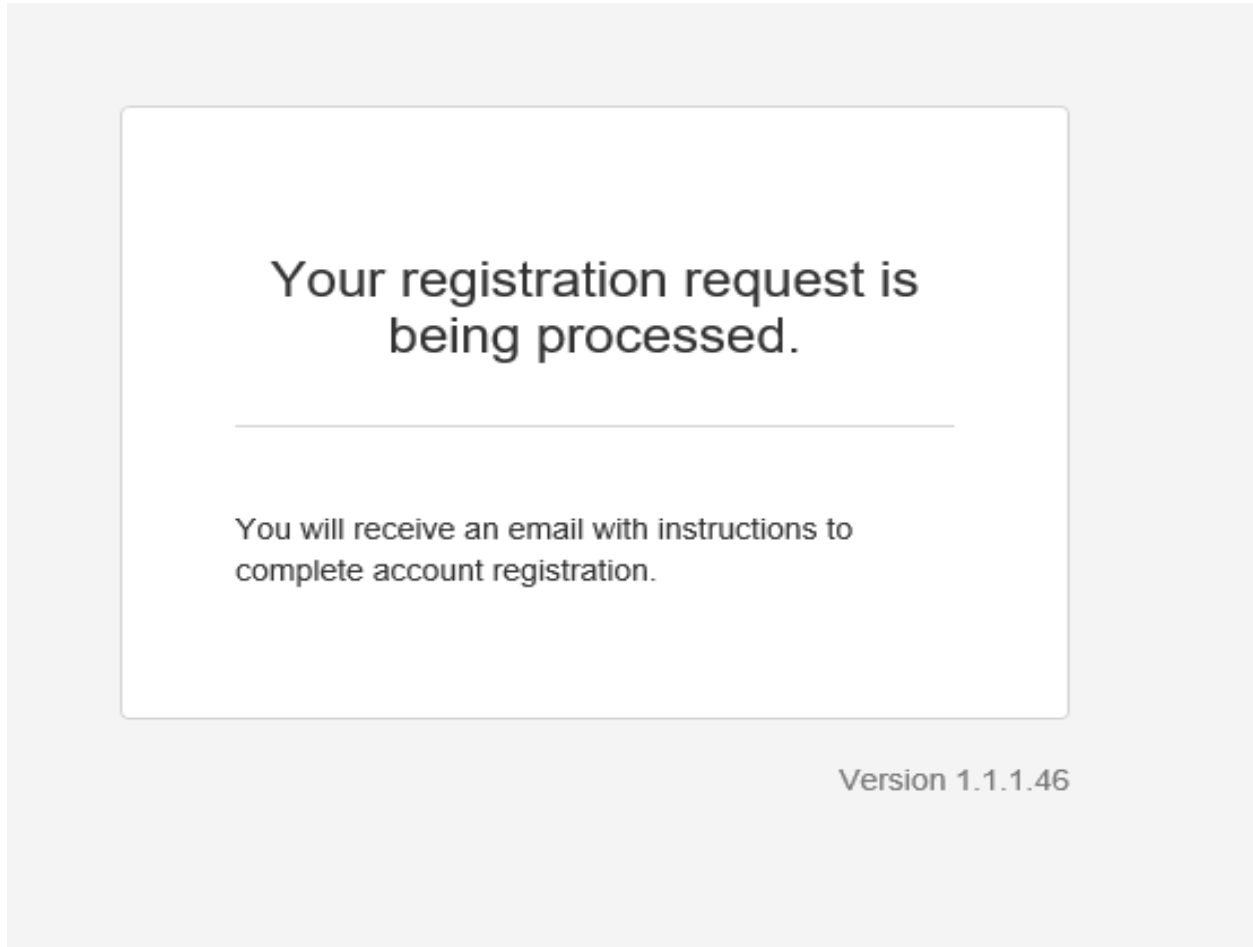 Your registration request is
being processed.
You will receive an email with instructions to
complete account registration.
Version 1.1.1.46